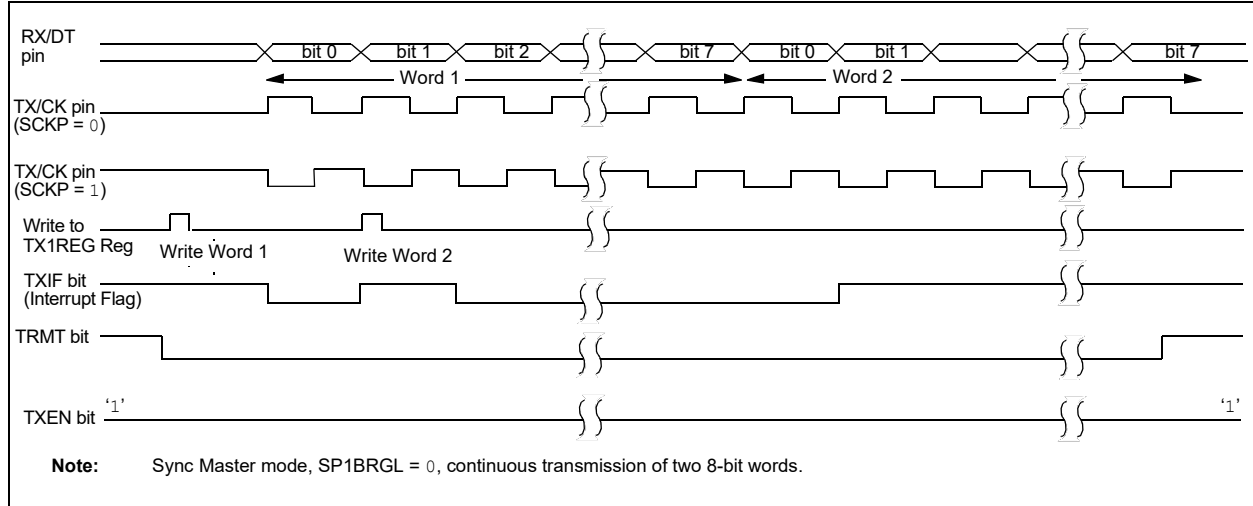 RX/DT
pin
bit 0 bit 1 bit 2 bit 7 bit 0 bit 1 bit 7
Word 1 Word 2
TX/CK pin
(SCKP = 0)
TX/CK pin
(SCKP = 1)
Write to
TX1REG Reg
Write Word 1 Write Word 2
TXIF bit
(Interrupt Flag)
TRMT bit
TXEN bit ‘1’ ‘1’
Note: Sync Master mode, SP1BRGL = 0, continuous transmission of two 8-bit words.